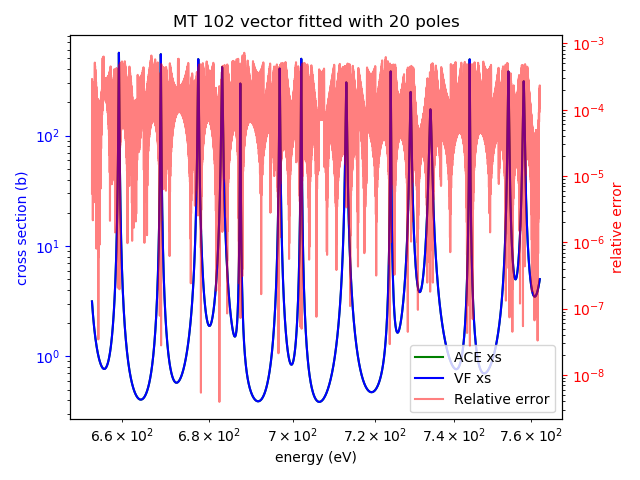 MT 102 vector fitted with 20 poles
cross section (b)
10²
10¹
10⁰
10⁻³
10⁻⁴
10⁻⁵
10⁻⁶
10⁻⁷
10⁻⁸
relative error
ACE xs
VF xs
Relative error
6.6 × 10² 6.8 × 10² 7 × 10² 7.2 × 10² 7.4 × 10² 7.6 × 10²
energy (eV)